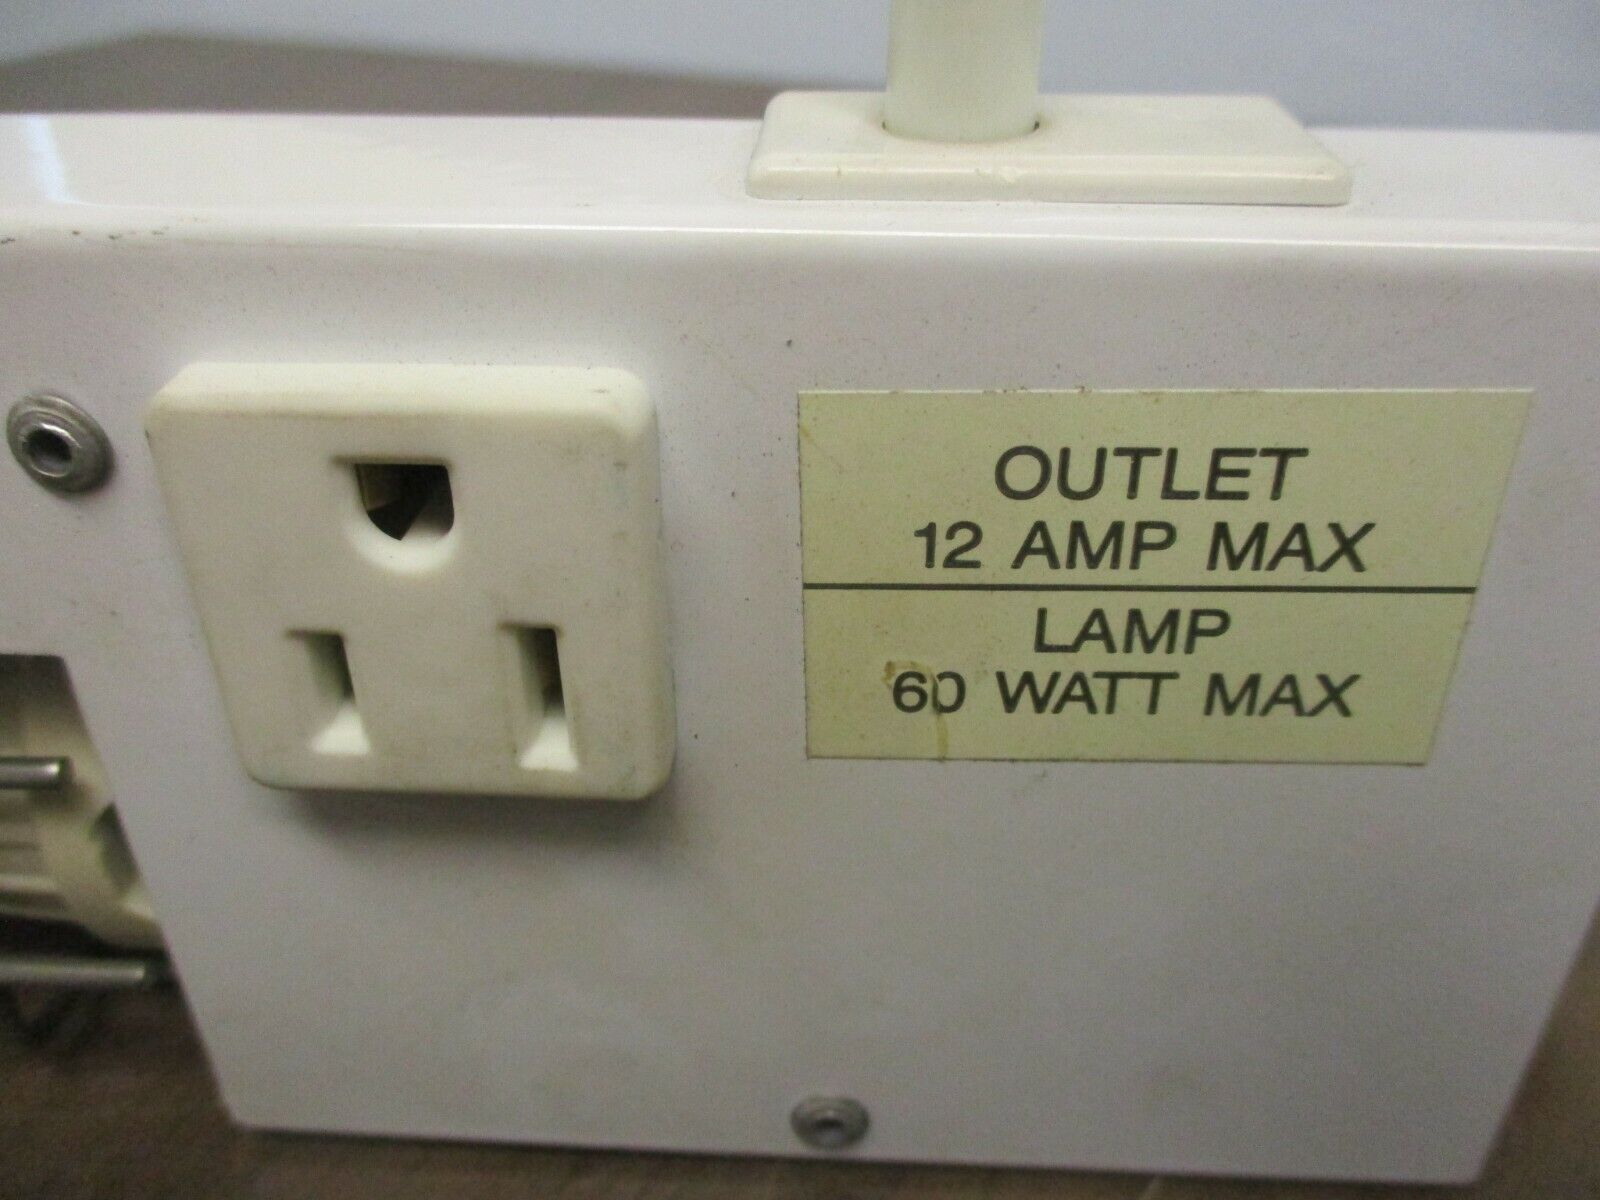 OUTLET
12 AMP MAX
LAMP
60 WATT MAX